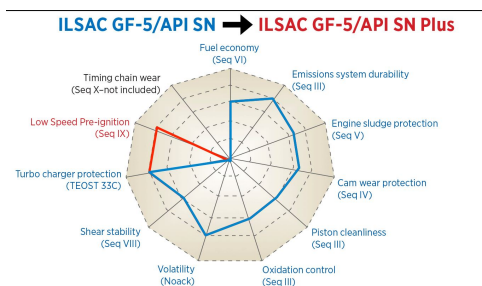 ILSAC GF-5/API SN → ILSAC GF-5/API SN Plus
Fuel economy
(Seq VI)
Timing chain wear
(Seq X–not included)
Emissions system durability
(Seq III)
Low Speed Pre-ignition
(Seq IX)
Engine sludge protection
(Seq V)
Turbo charger protection
(TEOST 33C)
Cam wear protection
(Seq IV)
Shear stability
(Seq VIII)
Piston cleanliness
(Seq III)
Volatility
(Noack)
Oxidation control
(Seq III)